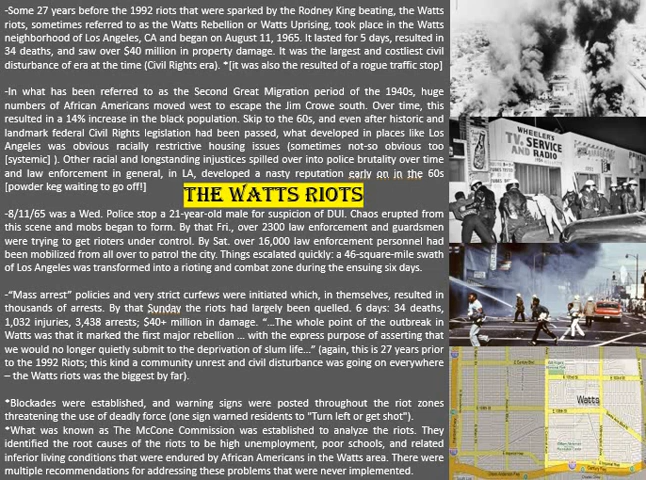 -Some 27 years before the 1992 riots that were sparked by the Rodney King beating, the Watts
riots, sometimes referred to as the Watts Rebellion or Watts Uprising, took place in the Watts
neighborhood of Los Angeles, CA and began on August 11, 1965. It lasted for 5 days, resulted in
34 deaths, and saw over $40 million in property damage. It was the largest and costliest civil
disturbance of era at the time (Civil Rights era). *[it was also the resulted of a rogue traffic stop]
-In what has been referred to as the Second Great Migration period of the 1940s, huge
numbers of African Americans moved west to escape the Jim Crowe south. Over time, this
resulted in a 14% increase in the black population. Skip to the 60s, and even after historic and
landmark federal Civil Rights legislation had been passed, what developed in places like Los
Angeles was obvious racially restrictive housing issues (sometimes not-so obvious too
[systemic] ). Other racial and longstanding injustices spilled over into police brutality over time
and law enforcement in general, in LA, developed a nasty reputation early on in the 60s
[powder keg waiting to go off!]
THE WATTS RIOTS
-8/11/65 was a Wed. Police stop a 21-year-old male for suspicion of DUI. Chaos erupted from
this scene and mobs began to form. By that Fri., over 2300 law enforcement and guardsmen
were trying to get rioters under control. By Sat. over 16,000 law enforcement personnel had
been mobilized from all over to patrol the city. Things escalated quickly: a 46-square-mile swath
of Los Angeles was transformed into a rioting and combat zone during the ensuing six days.
-“Mass arrest” policies and very strict curfews were initiated which, in themselves, resulted in
thousands of arrests. By that Sunday the riots had largely been quelled. 6 days: 34 deaths,
1,032 injuries, 3,438 arrests; $40+ million in damage. “...The whole point of the outbreak in
Watts was that it marked the first major rebellion ... with the express purpose of asserting that
we would no longer quietly submit to the deprivation of slum life...” (again, this is 27 years prior
to the 1992 Riots; this kind a community unrest and civil disturbance was going on everywhere
– the Watts riots was the biggest by far).
*Blockades were established, and warning signs were posted throughout the riot zones
threatening the use of deadly force (one sign warned residents to “Turn left or get shot”).
*What was known as The McCone Commission was established to analyze the riots. They
identified the root causes of the riots to be high unemployment, poor schools, and related
inferior living conditions that were endured by African Americans in the Watts area. There were
multiple recommendations for addressing these problems that were never implemented.
WHEELER'S
TV. SERVICE
AND RADIO
Watts